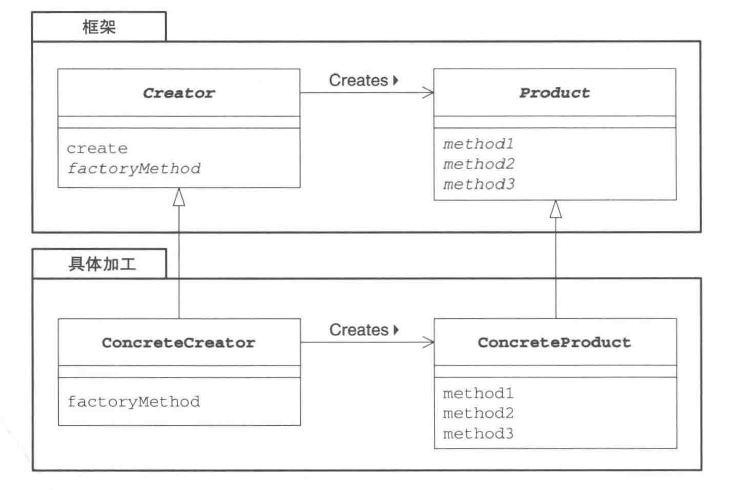 框架
Creator
create
factoryMethod
Creates
Product
method1
method2
method3
具体加工
ConcreteCreator
factoryMethod
Creates
ConcreteProduct
method1
method2
method3